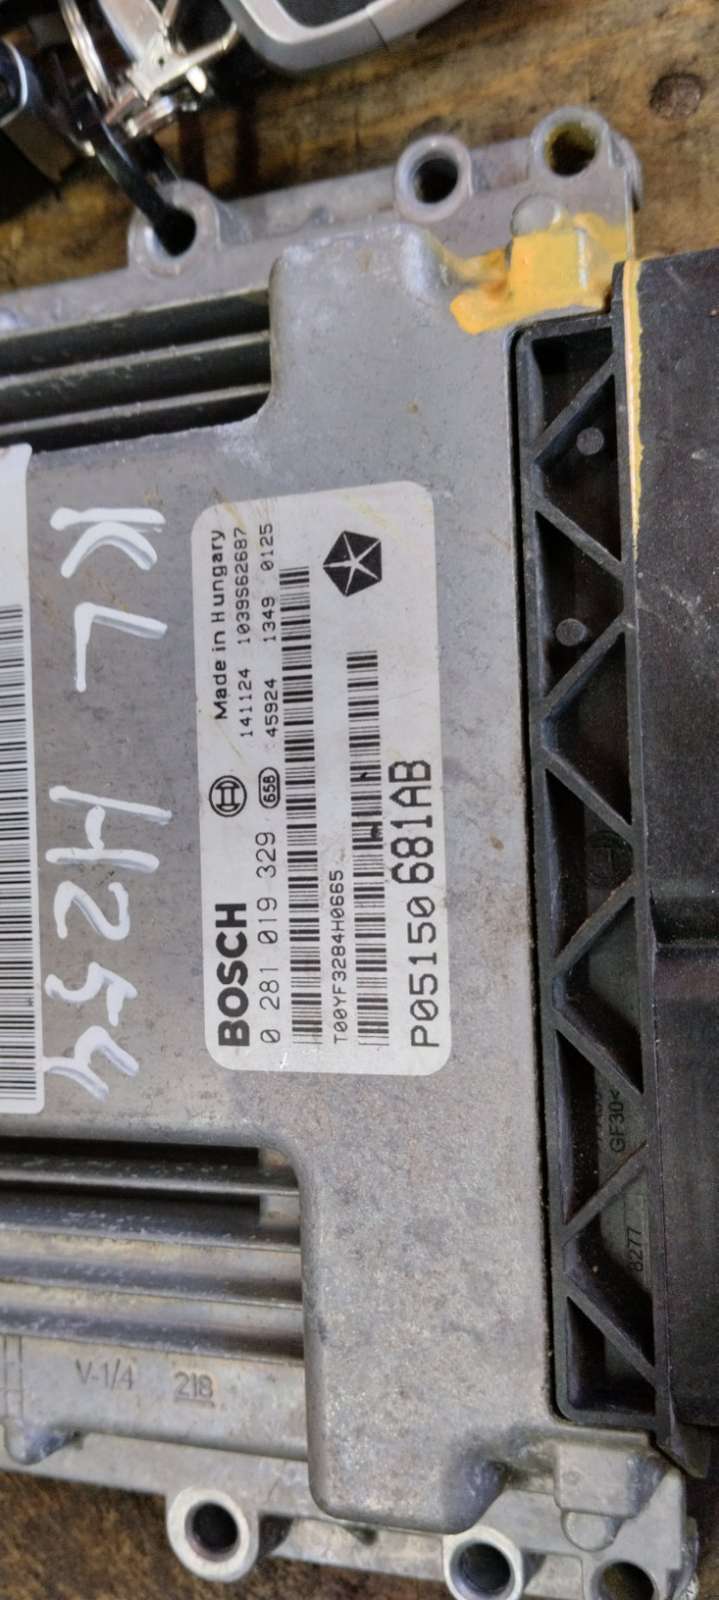 KL H254
Made in Hungary
141124 1039S62687
BOSCH
0 281 019 329 658 45924 1349 0125
T00YF3284H0665
P05150681AB
GF30<
8277
V-1/4 218